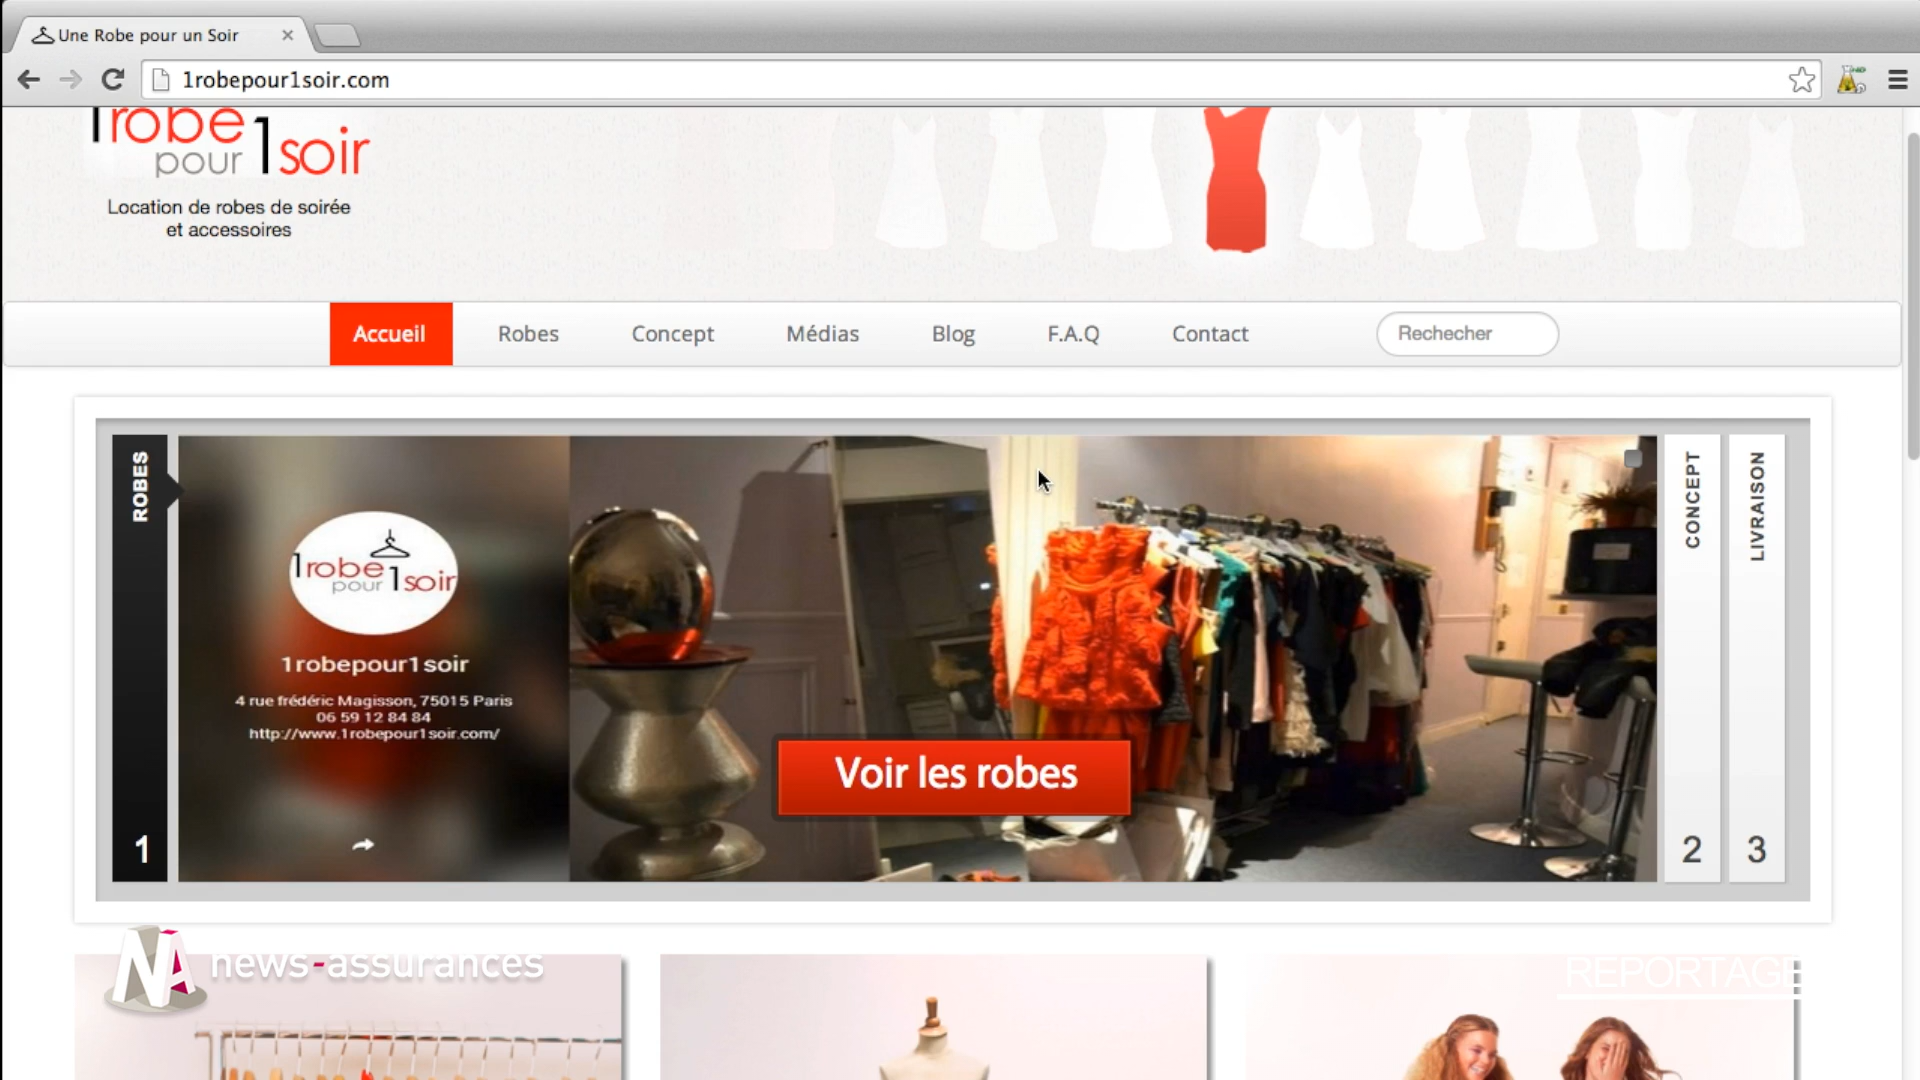 Une Robe pour un Soir
1robepour1soir.com
1robe
pour 1soir
Location de robes de soirée
et accessoires
Accueil
Robes
Concept
Médias
Blog
F.A.Q
Contact
Rechecher
ROBES
1
1robe
pour 1soir
1robepour1soir
4 rue frédéric Magisson, 75015 Paris
06 59 12 84 84
http://www.1robepour1soir.com/
Voir les robes
CONCEPT
2
LIVRAISON
3
NA news-assurances
REPORTAGE